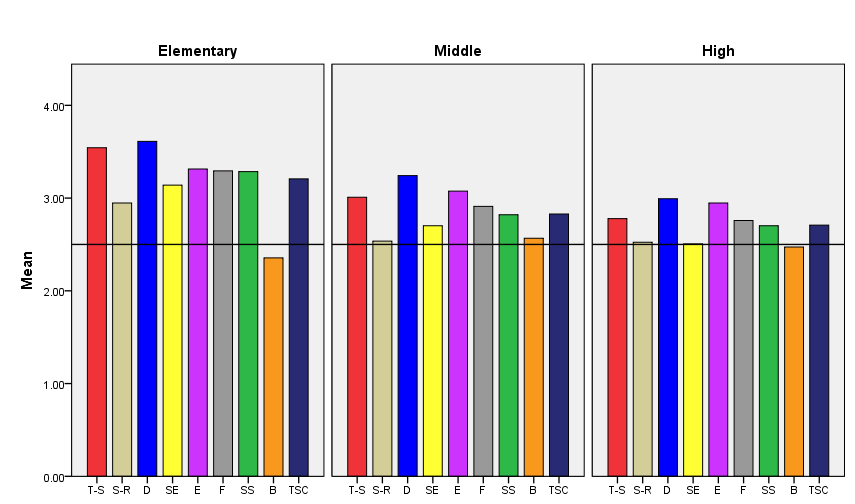 Elementary Middle High
4.00
3.00
2.00
1.00
0.00
Mean
T-S S-R D SE E F SS B TSC
T-S S-R D SE E F SS B TSC
T-S S-R D SE E F SS B TSC